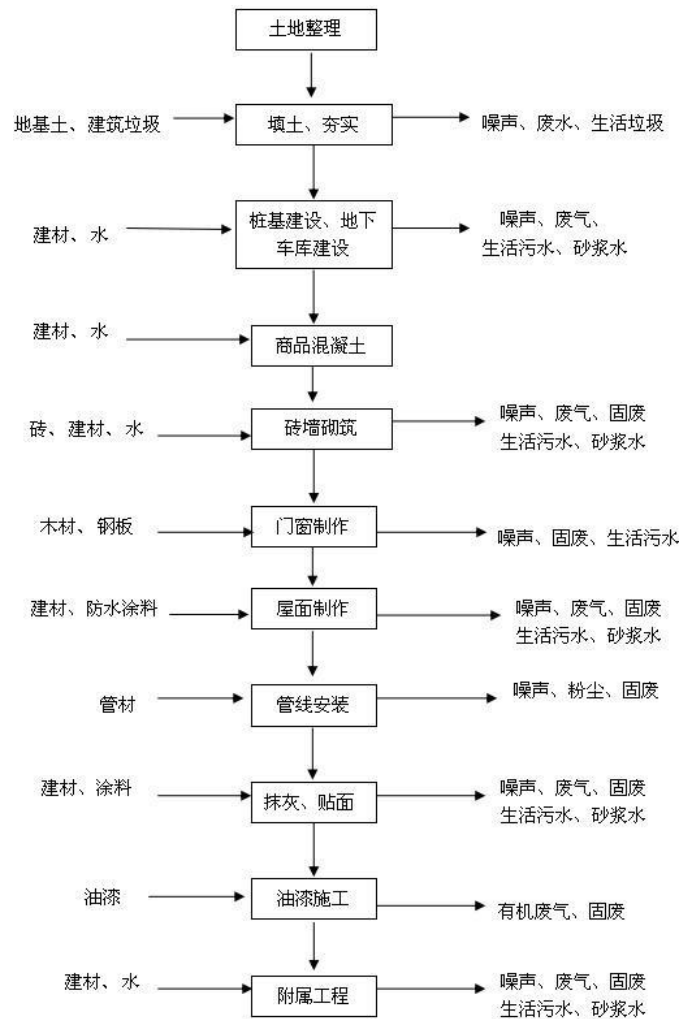 土地整理
地基土、建筑垃圾
填土、夯实
噪声、废水、生活垃圾
建材、水
桩基建设、地下
车库建设
噪声、废气、
生活污水、砂浆水
建材、水
商品混凝土
砖、建材、水
砖墙砌筑
噪声、废气、固废
生活污水、砂浆水
木材、钢板
门窗制作
噪声、固废、生活污水
建材、防水涂料
屋面制作
噪声、废气、固废
生活污水、砂浆水
管材
管线安装
噪声、粉尘、固废
建材、涂料
抹灰、贴面
噪声、废气、固废
生活污水、砂浆水
油漆
油漆施工
有机废气、固废
建材、水
附属工程
噪声、废气、固废
生活污水、砂浆水